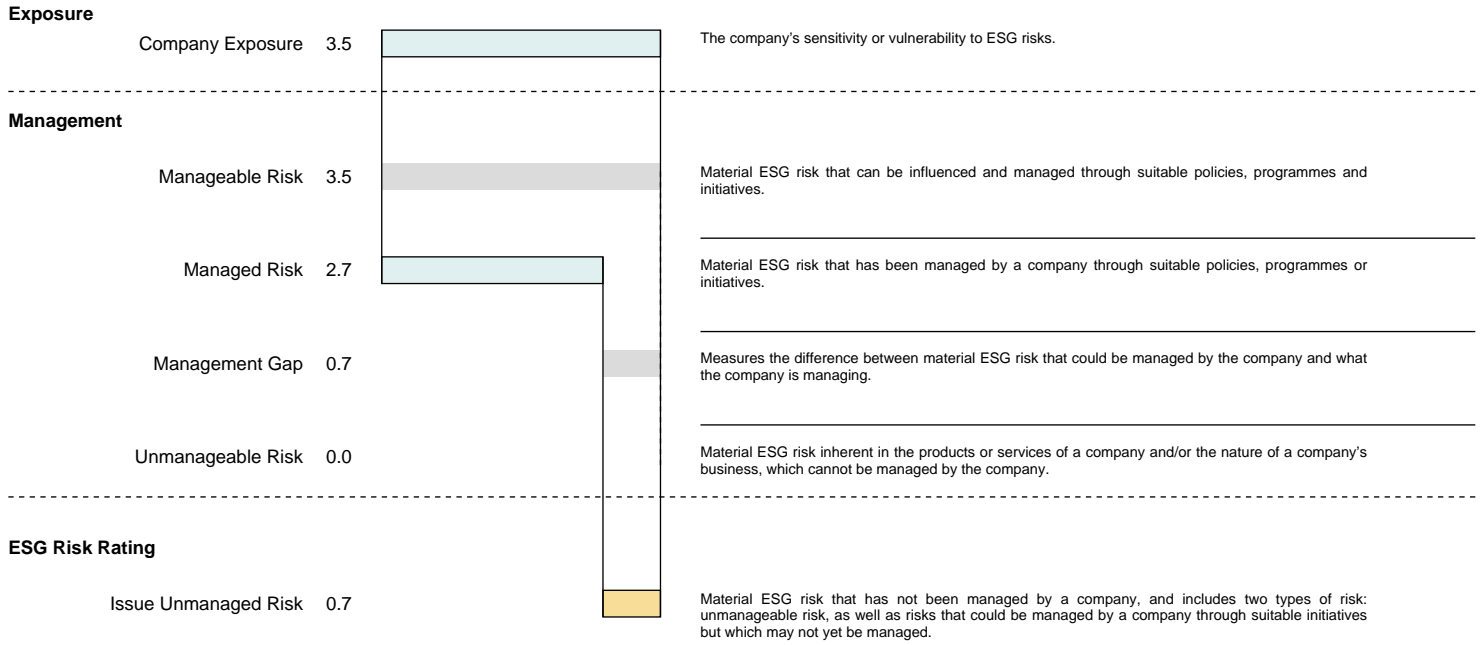 Exposure
Company Exposure 3.5
The company's sensitivity or vulnerability to ESG risks.
Management
Manageable Risk 3.5
Material ESG risk that can be influenced and managed through suitable policies, programmes and
initiatives.
Managed Risk 2.7
Material ESG risk that has been managed by a company through suitable policies, programmes or
initiatives.
Management Gap 0.7
Measures the difference between material ESG risk that could be managed by the company and what
the company is managing.
Unmanageable Risk 0.0
Material ESG risk inherent in the products or services of a company and/or the nature of a company's
business, which cannot be managed by the company.
ESG Risk Rating
Issue Unmanaged Risk 0.7
Material ESG risk that has not been managed by a company, and includes two types of risk:
unmanageable risk, as well as risks that could be managed by a company through suitable initiatives
but which may not yet be managed.